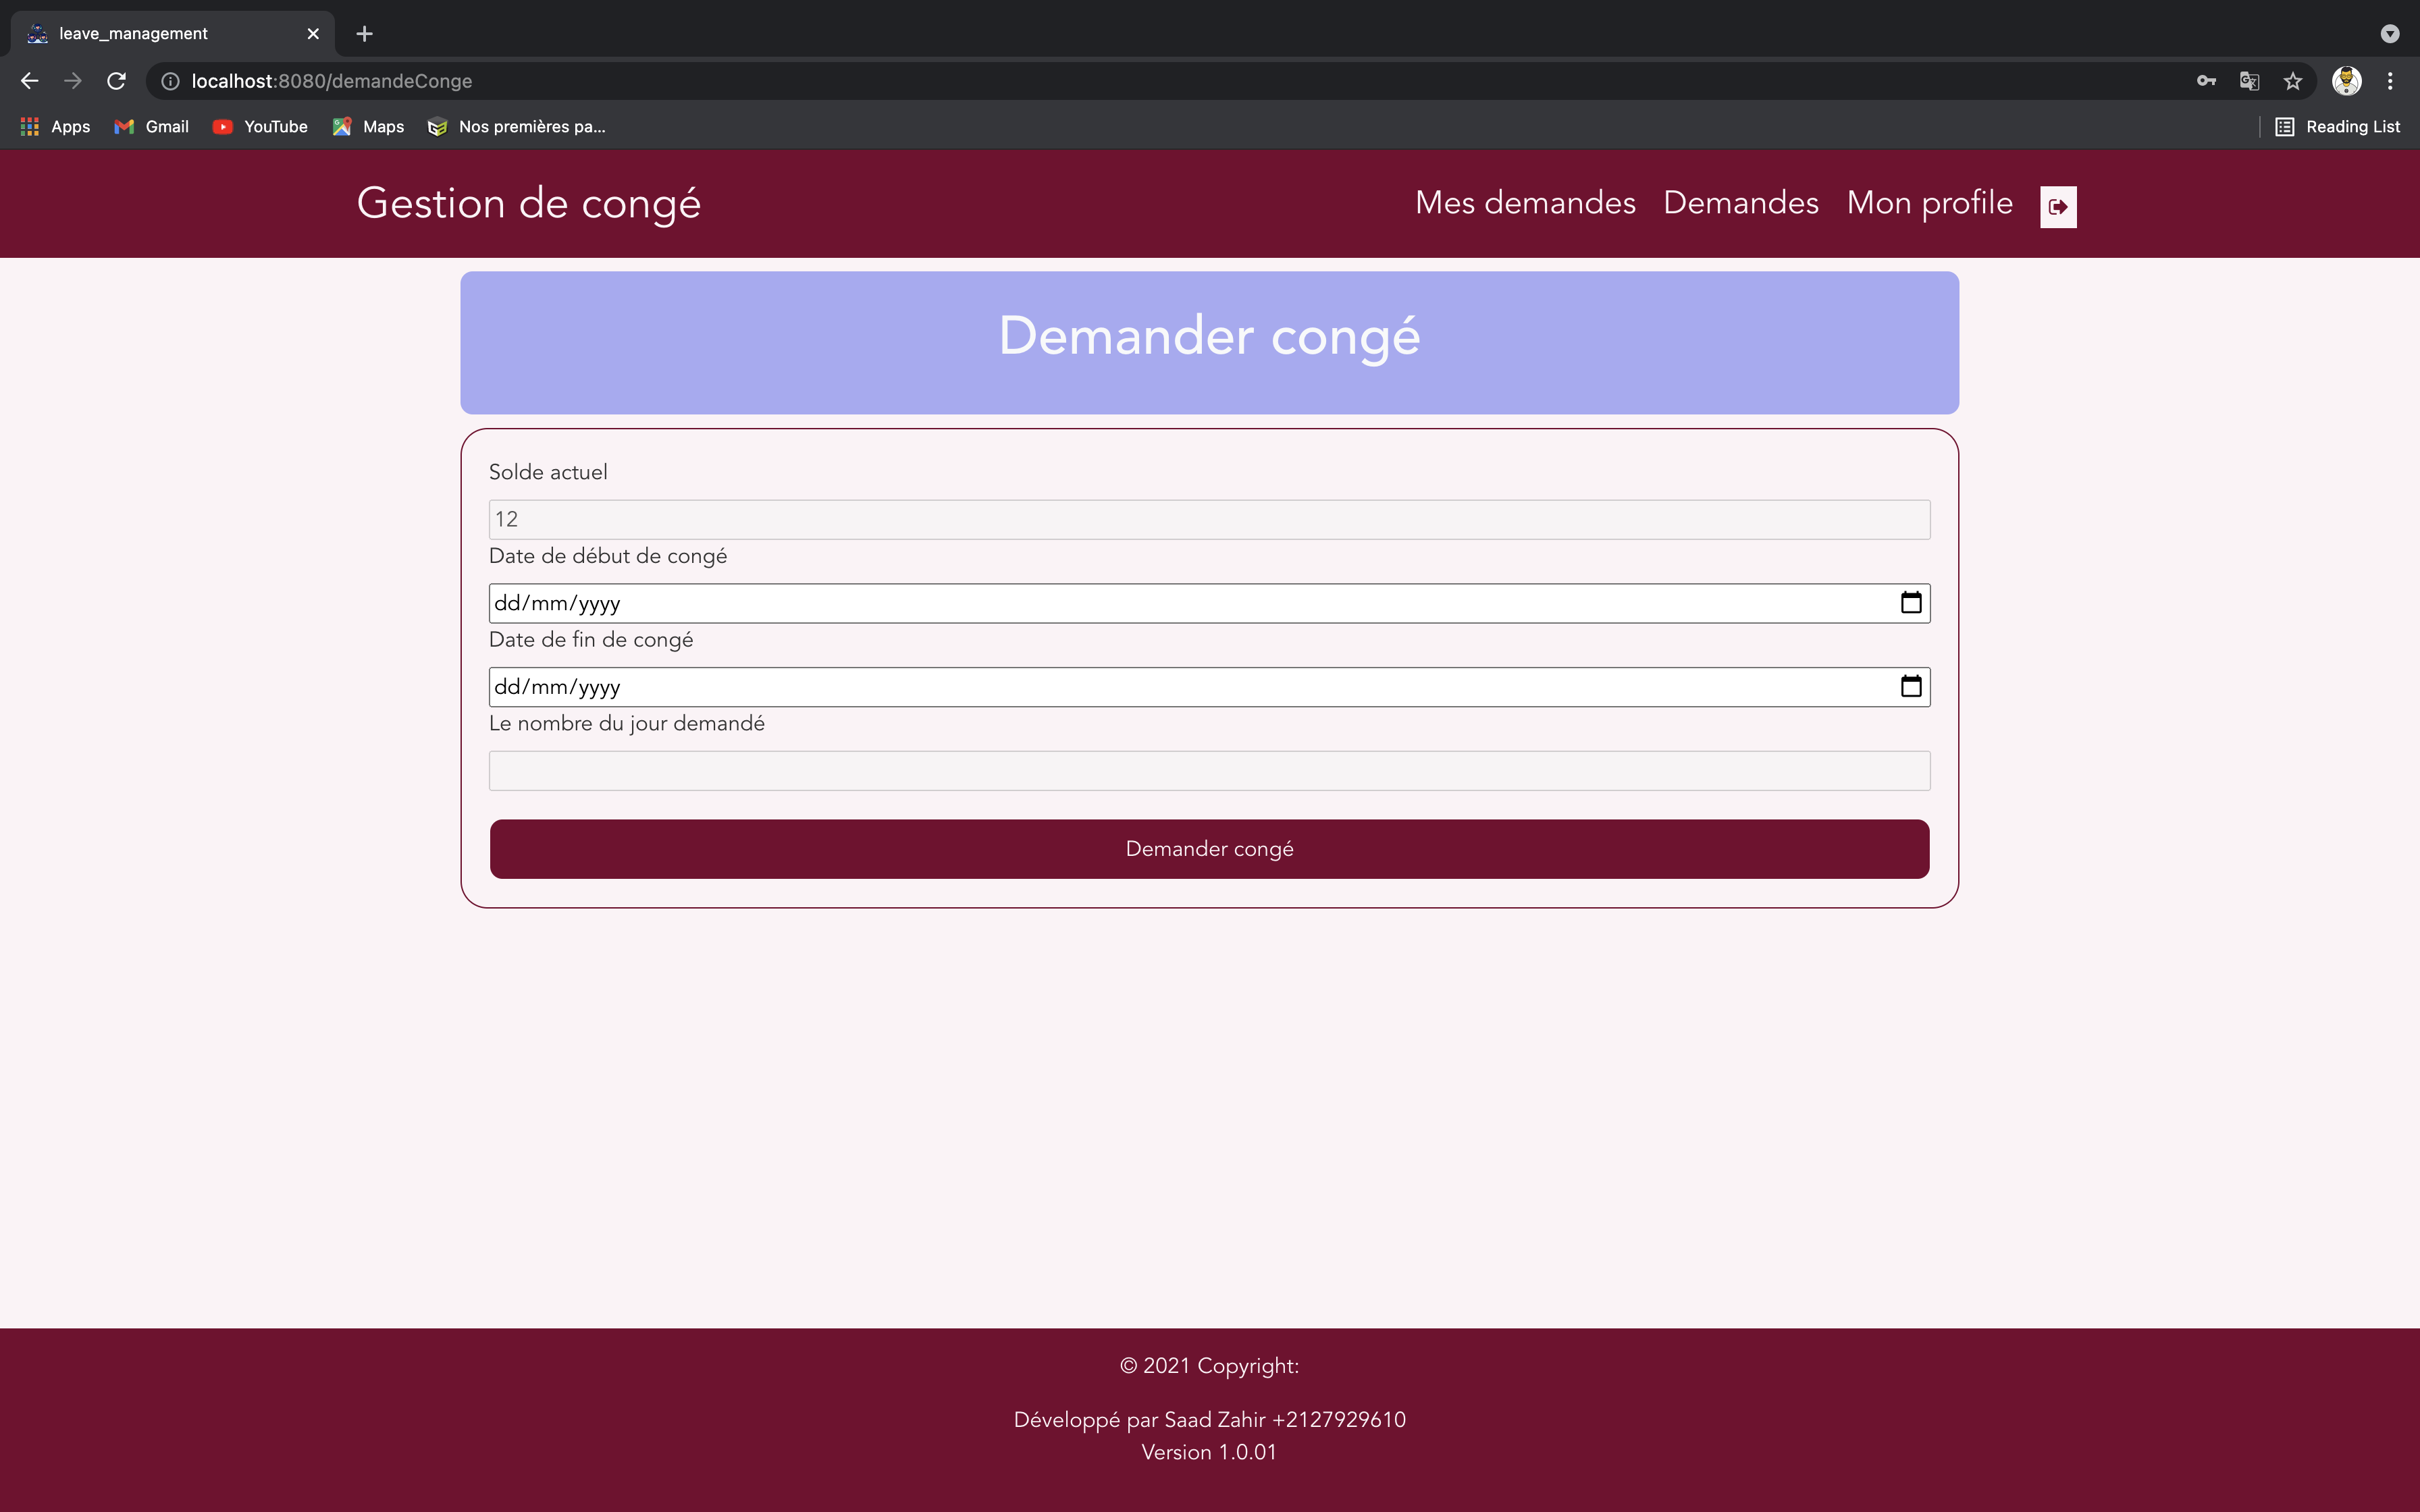 leave_management
localhost:8080/demandeConge
Apps
Gmail
YouTube
Maps
Nos premières pa...
Reading List
Gestion de congé
Mes demandes
Demandes
Mon profile
Demander congé
Solde actuel
12
Date de début de congé
dd/mm/yyyy
Date de fin de congé
dd/mm/yyyy
Le nombre du jour demandé
Demander congé
© 2021 Copyright:
Développé par Saad Zahir +2127929610
Version 1.0.01